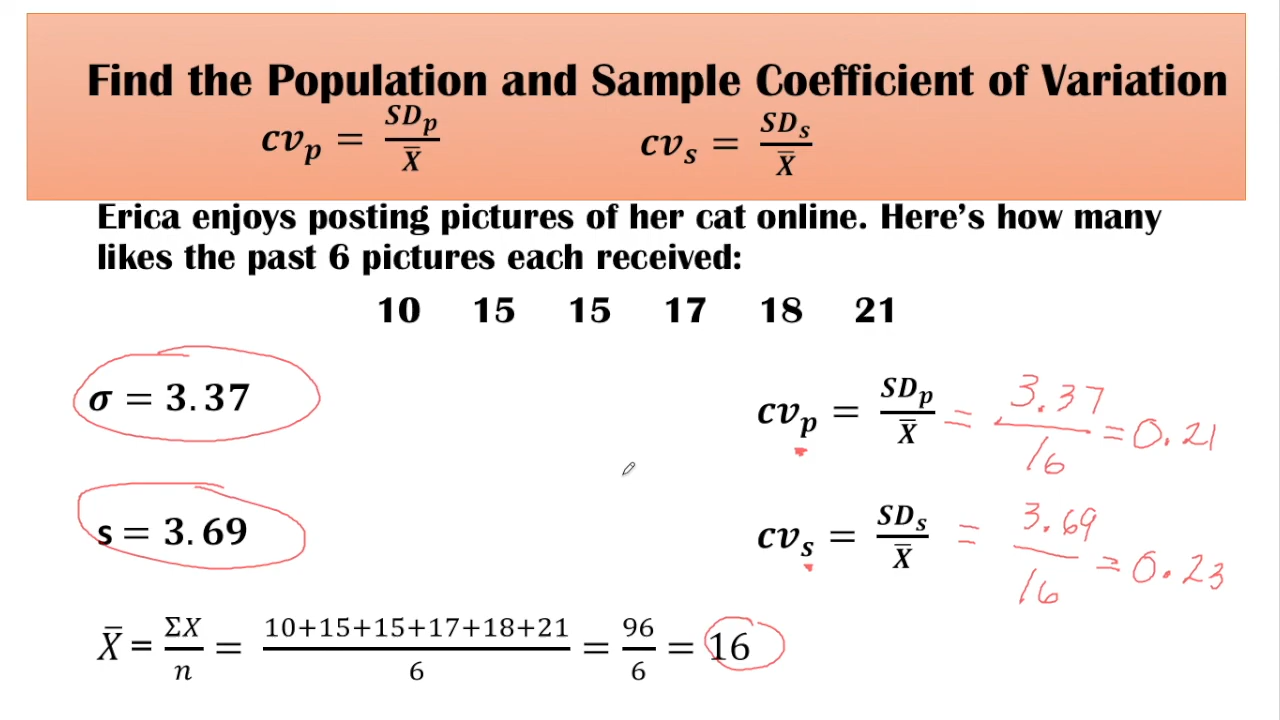 Find the Population and Sample Coefficient of Variation
cv_p = SD_p / X̄    cv_s = SD_s / X̄
Erica enjoys posting pictures of her cat online. Here’s how many
likes the past 6 pictures each received:
10 15 15 17 18 21
σ = 3.37
cv_p = SD_p / X̄ = 3.37 / 16 = 0.21
s = 3.69
cv_s = SD_s / X̄ = 3.69 / 16 = 0.23
X̄ = ΣX / n = 10+15+15+17+18+21 / 6 = 96 / 6 = 16